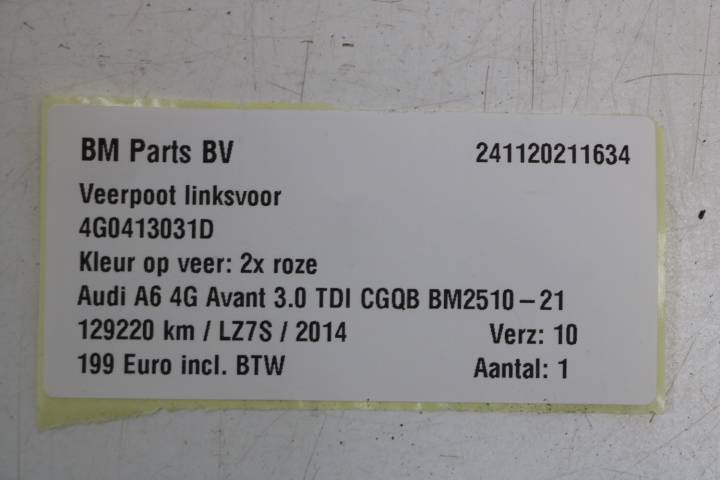 BM Parts BV 241120211634
Veerpoot linksvoor
4G0413031D
Kleur op veer: 2x roze
Audi A6 4G Avant 3.0 TDI CGQB BM2510-21
129220 km / LZ7S / 2014 Verz: 10
199 Euro incl. BTW Aantal: 1